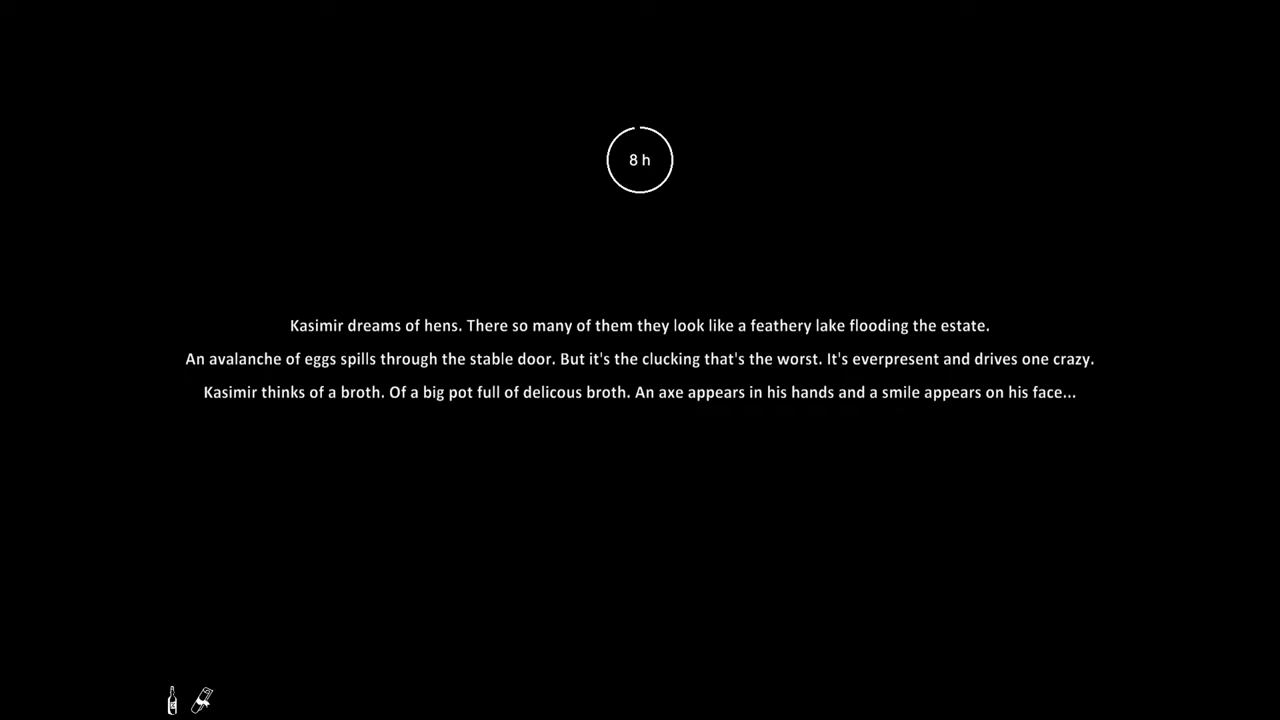 8 h
Kasimir dreams of hens. There so many of them they look like a feathery lake flooding the estate.
An avalanche of eggs spills through the stable door. But it's the clucking that's the worst. It's everpresent and drives one crazy.
Kasimir thinks of a broth. Of a big pot full of delicous broth. An axe appears in his hands and a smile appears on his face...